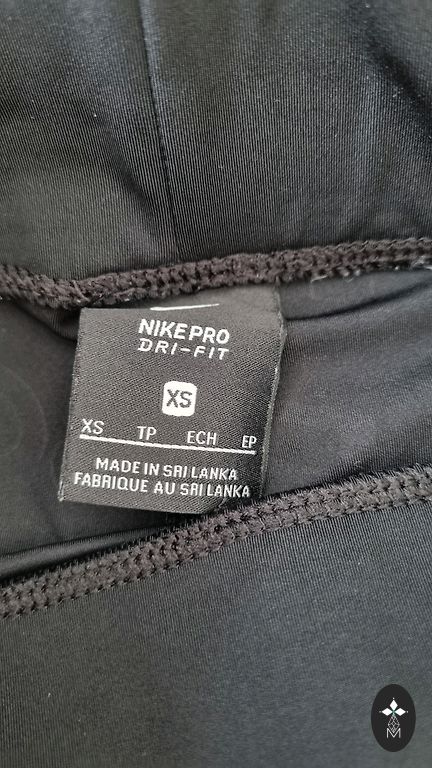 NIKE PRO
DRI-FIT
XS
XS TP ECH EP
MADE IN SRI LANKA
FABRIQUE AU SRI LANKA
M